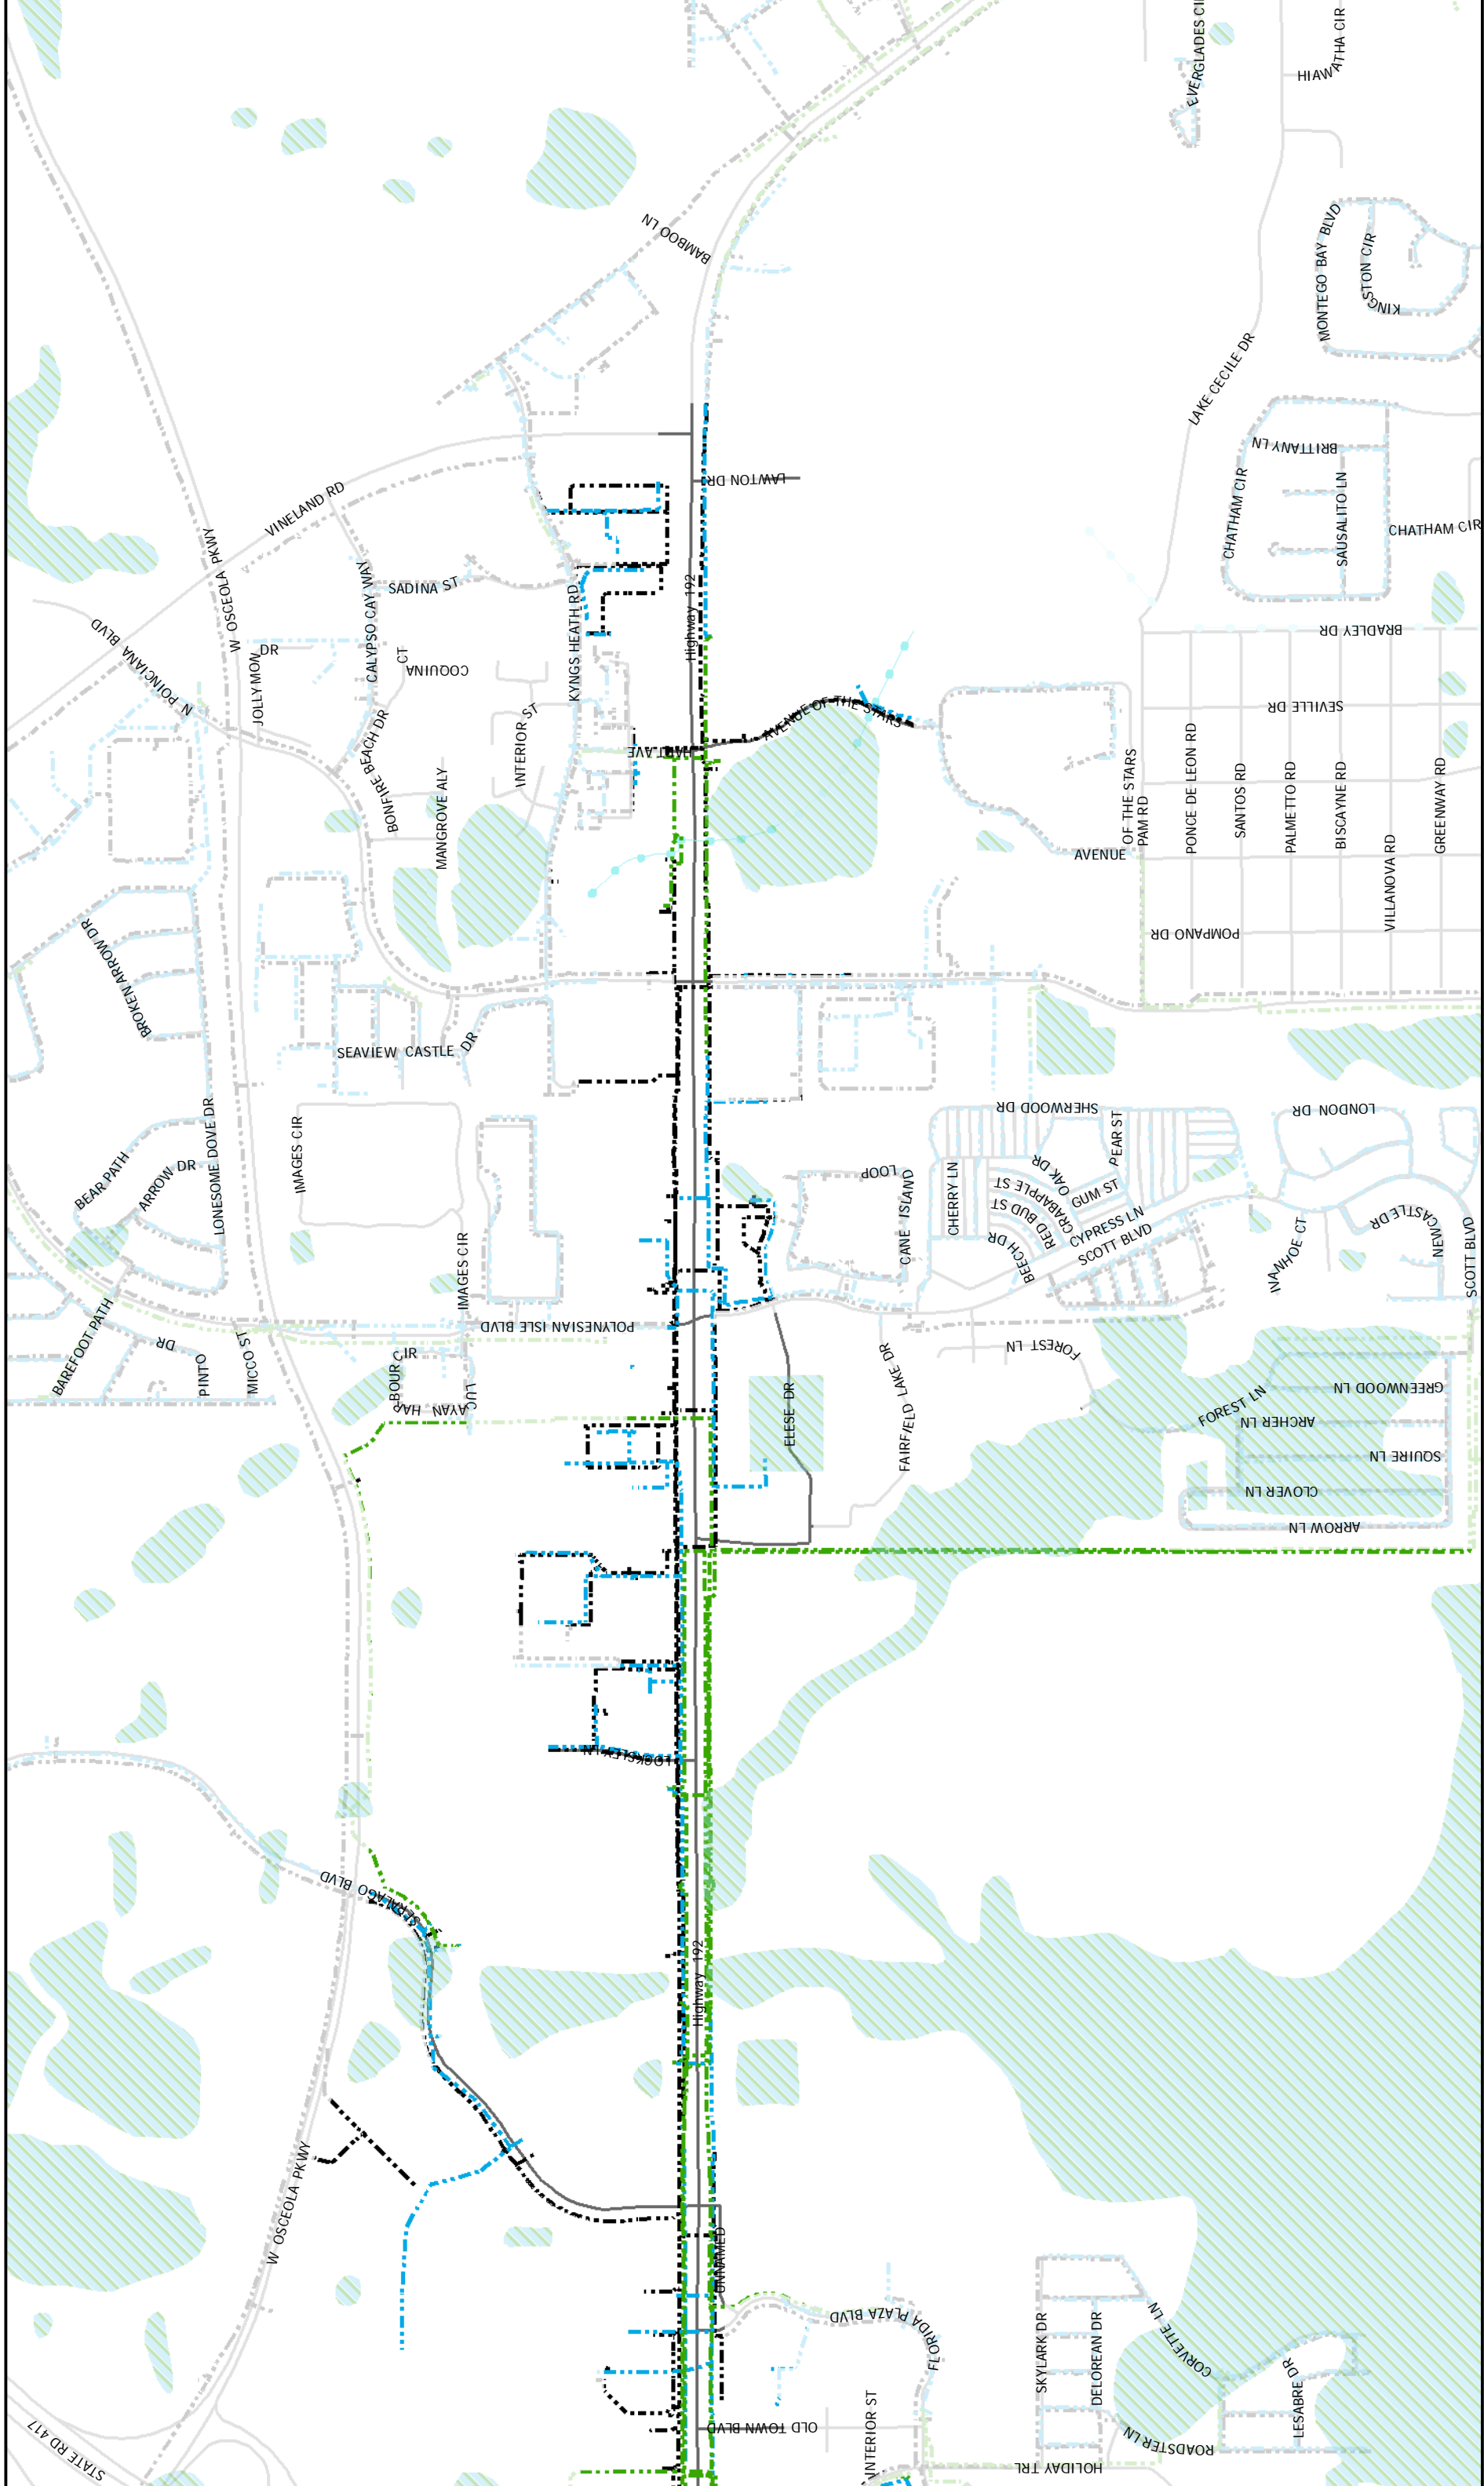 EVERGLADES CI
HIAWATHA CIR
BAMBOO LN
MONTEGO BAY BLVD
KINGSTON CIR
LAKE CECILE DR
BRITTANY LN
CHATHAM CIR
SAUSALITO LN
CHATHAM CIR
VINELAND RD
LAWTON DR
W OSCEOLA PKWY
CALYPSO CAY WAY
SADINA ST
KYNGS HEATH RD
Highway 192
BRADLEY DR
N POINCIANA BLVD
JOLLYMON DR
COQUINA CT
INTERIOR ST
BONFIRE BEACH DR
MANGROVE ALY
HART AVE
AVENUE OF THE STARS
SEVILLE DR
AVENUE OF THE STARS
PAM RD
PONCE DE LEON RD
SANTOS RD
PALMETTO RD
BISCAYNE RD
VILLANOVA RD
GREENWAY RD
POMPANO DR
BROKEN ARROW DR
SEAVIEW CASTLE DR
SHERWOOD DR
LONDON DR
BEAR PATH
ARROW DR
LONESOME DOVE DR
IMAGES CIR
IMAGES CIR
CANE ISLAND LOOP
CHERRY LN
OAK DR
PEAR ST
CRABAPPLE ST
GUM ST
RED BUD ST
CYPRESS LN
BEECH DR
SCOTT BLVD
IVANHOE CT
NEWCASTLE DR
SCOTT BLVD
POLYNESIAN ISLE BLVD
BAREFOOT PATH
PINTO DR
MICCO ST
LUCAYAN HARBOUR CIR
ELESE DR
FAIRFIELD LAKE DR
FOREST LN
FOREST LN
GREENWOOD LN
ARCHER LN
SQUIRE LN
CLOVER LN
ARROW LN
LOCKSLEY LN
SERALAGO BLVD
Highway 192
W OSCEOLA PKWY
UNNAMED
FLORIDA PLAZA BLVD
SKYLARK DR
DELOREAN DR
CORVETTE LN
LESABRE DR
ROADSTER LN
HOLIDAY TRL
INTERIOR ST
OLD TOWN BLVD
STATE RD 417